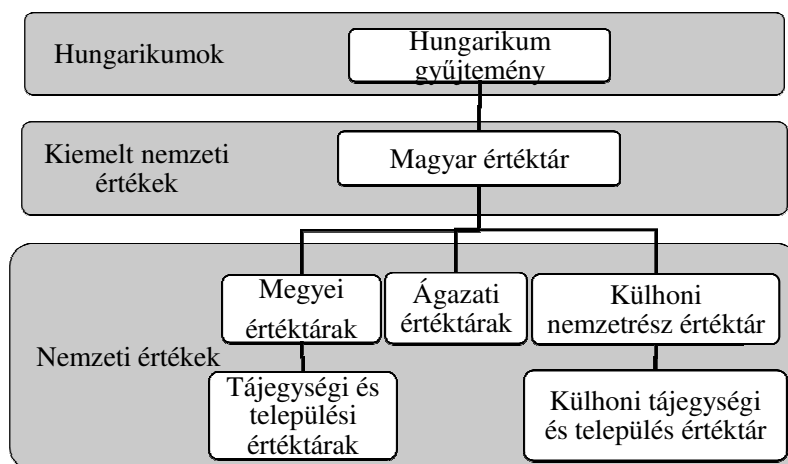 Hungarikumok
Hungarikum
gyűjtemény
Kiemelt nemzeti
értékek
Magyar értéktár
Nemzeti értékek
Megyei
értéktárak
Ágazati
értéktárak
Külhoni
nemzetrész értéktár
Tájegységi és
települési
értéktárak
Külhoni tájegységi
és település értéktár